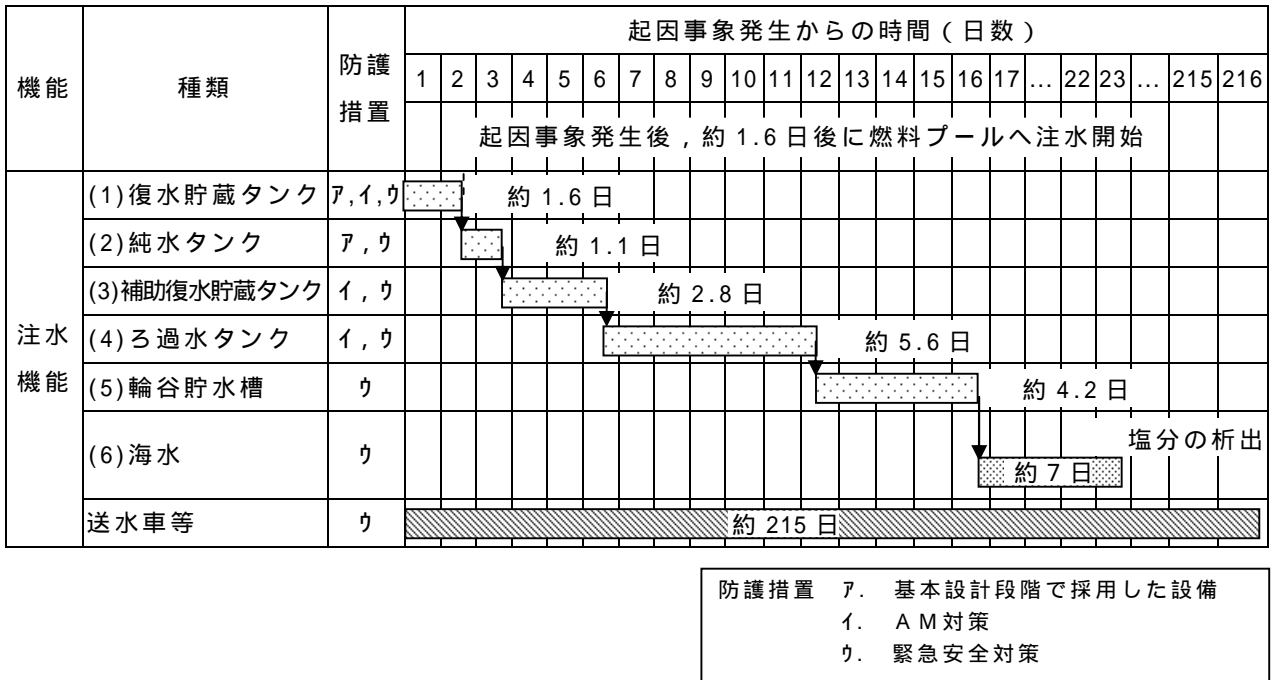 起因事象発生からの時間（日数）
機能 種類 防護措置 1 2 3 4 5 6 7 8 9 10 11 12 13 14 15 16 17 … 22 23 … 215 216
起因事象発生後，約1.6日後に燃料プールへ注水開始
注水機能
(1)復水貯蔵タンク ｱ,ｲ,ｳ 約1.6日
(2)純水タンク ｱ,ｳ 約1.1日
(3)補助復水貯蔵タンク ｲ,ｳ 約2.8日
(4)ろ過水タンク ｲ,ｳ 約5.6日
(5)輪谷貯水槽 ｳ 約4.2日
(6)海水 ｳ 約7日 塩分の析出
送水車等 ｳ 約215日
防護措置 ｱ. 基本設計段階で採用した設備
ｲ. ＡＭ対策
ｳ. 緊急安全対策